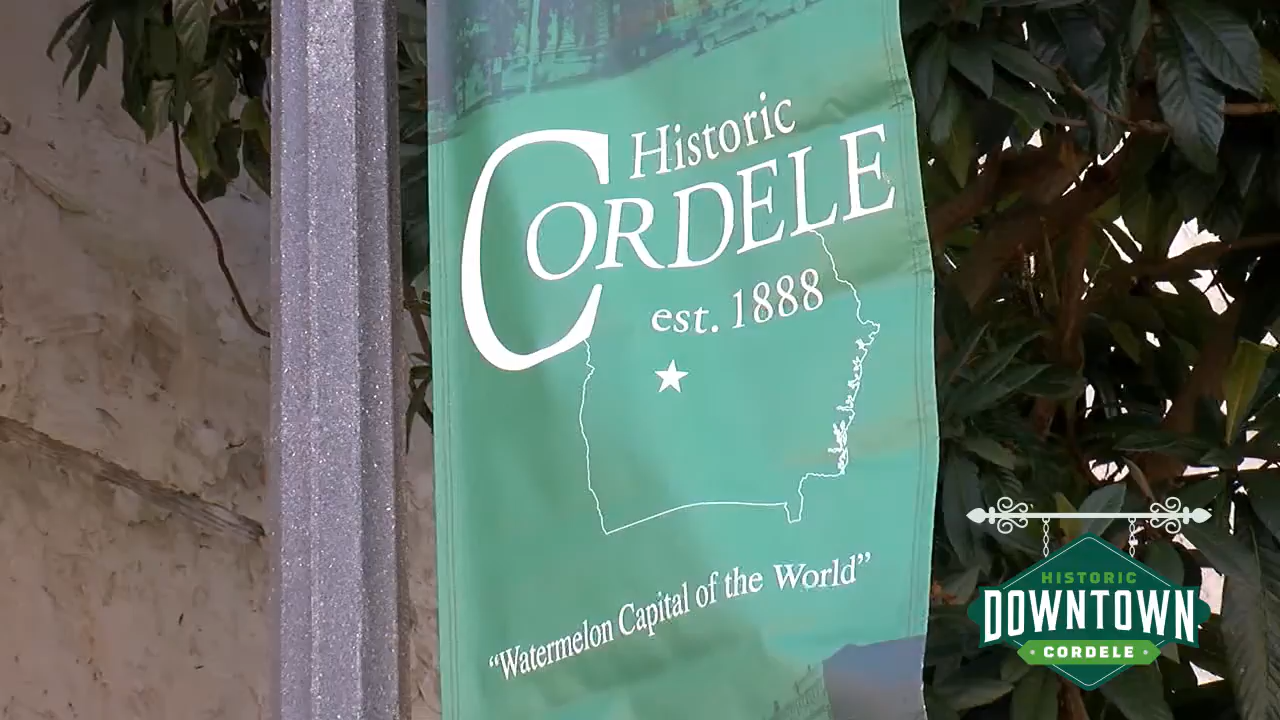 Historic
CORDELE
est. 1888
“Watermelon Capital of the World”
HISTORIC
DOWNTOWN
CORDELE